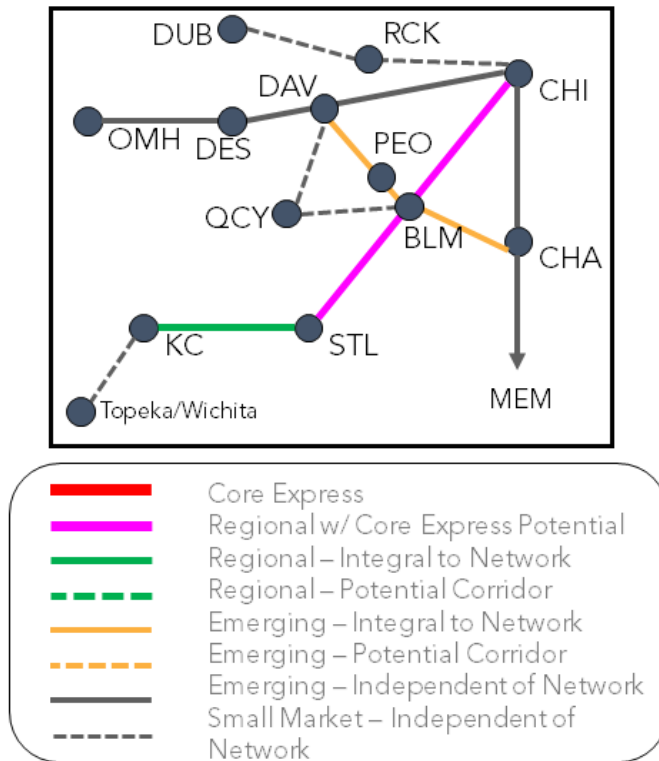 DUB
RCK
CHI
DAV
OMH
DES
PEO
QCY
BLM
CHA
KC
STL
MEM
Topeka/Wichita
Core Express
Regional w/ Core Express Potential
Regional – Integral to Network
Regional – Potential Corridor
Emerging – Integral to Network
Emerging – Potential Corridor
Emerging – Independent of Network
Small Market – Independent of
Network